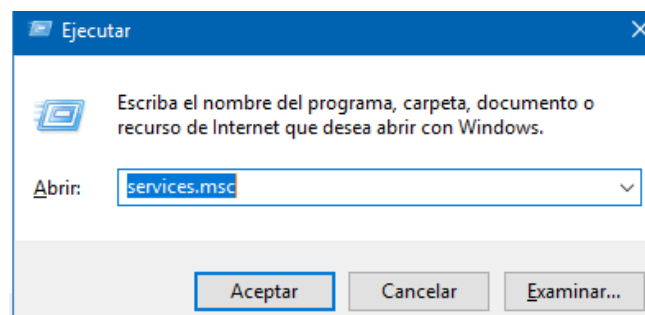 Ejecutar
Escriba el nombre del programa, carpeta, documento o
recurso de Internet que desea abrir con Windows.
Abrir: services.msc
Aceptar Cancelar Examinar...